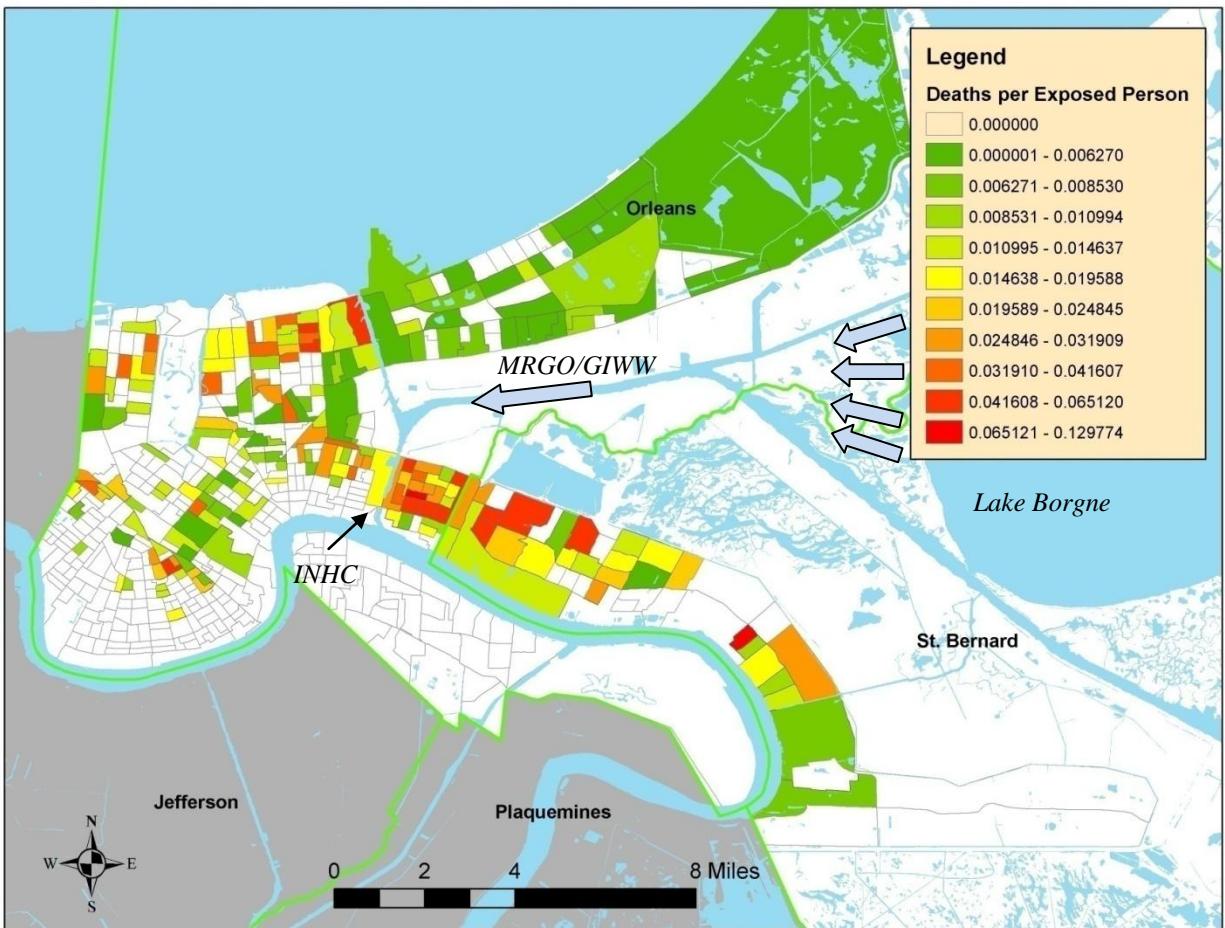 Legend
Deaths per Exposed Person
0.000000
0.000001 - 0.006270
0.006271 - 0.008530
0.008531 - 0.010994
0.010995 - 0.014637
0.014638 - 0.019588
0.019589 - 0.024845
0.024846 - 0.031909
0.031910 - 0.041607
0.041608 - 0.065120
0.065121 - 0.129774
Orleans
MRGO/GIWW
Lake Borgne
INHC
St. Bernard
Jefferson
Plaquemines
N
W E
S
0 2 4 8 Miles